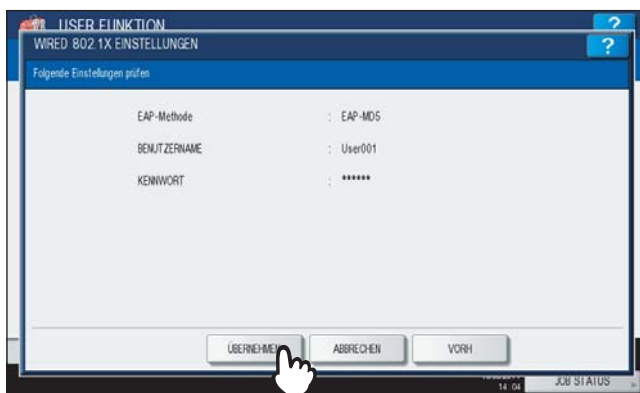 USER FUNKTION
?
WIRED 802.1X EINSTELLUNGEN
?
Folgende Einstellungen prüfen
EAP-Methode : EAP-MD5
BENUTZERNAME : User001
KENNWORT : ******
ÜBERNEHMEN ABBRECHEN VORH
14:04 JOB STATUS